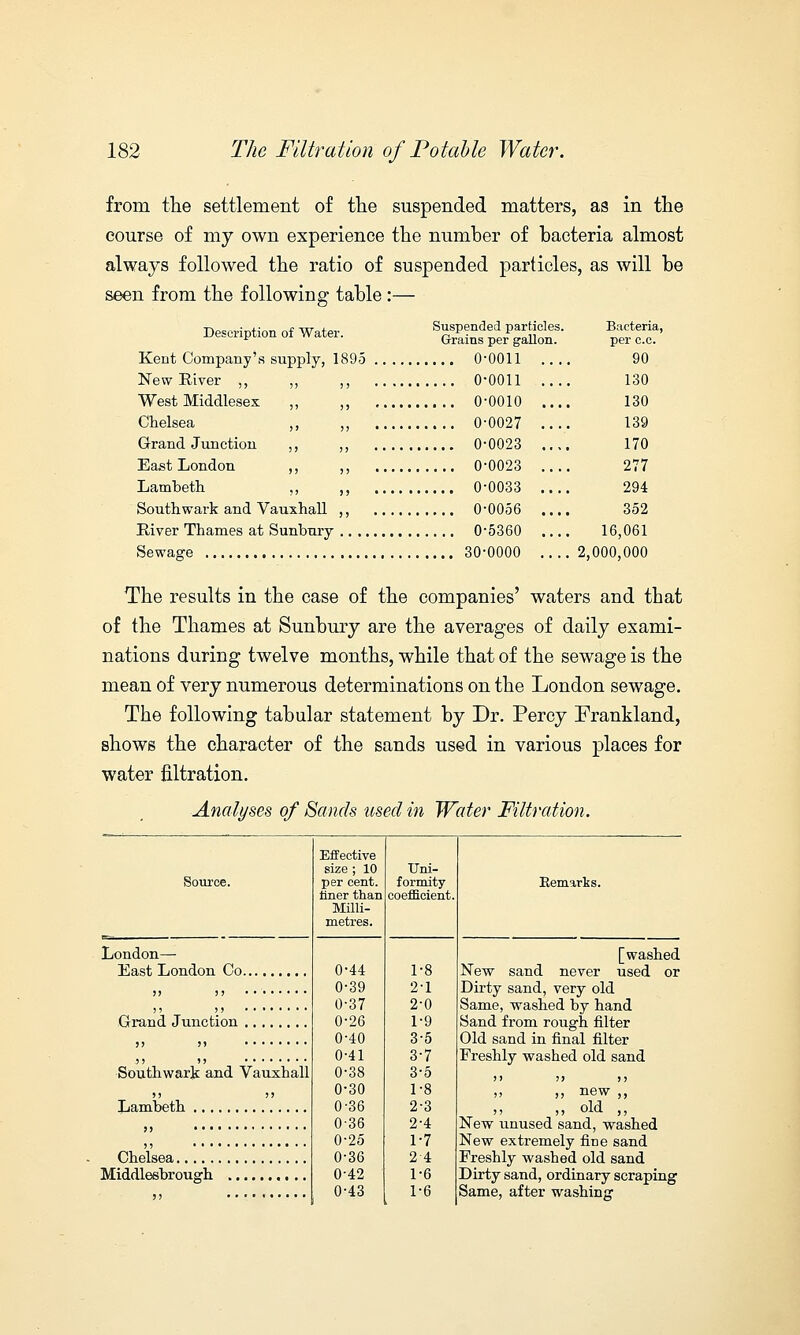 182 The Filtration of Potable Water.
from the settlement of the suspended matters, as in the
course of my own experience the number of bacteria almost
always followed the ratio of suspended particles, as will be
seen from the following table :—
Description of Water. Suspended particles. Grains per gallon. Bacteria, per c.c.
Kent Company's supply, 1895 .......... 0·0011 .... 90
New River ,, ,, ,, .......... 0·0011 .... 130
West Middlesex ,, ,, .......... 0·0010 .... 130
Chelsea ,, ,, .......... 0·0027 .... 139
Grand Junction ,, ,, .......... 0·0023 .... 170
East London ,, ,, .......... 0·0023 .... 277
Lambeth ,, ,, .......... 0·0033 .... 294
Southwark and Vauxhall ,, .......... 0·0056 .... 352
River Thames at Sunbury .............. 0·5360 .... 16,061
Sewage ............................ 30·0000 .... 2,000,000
The results in the case of the companies' waters and that
of the Thames at Sunbury are the averages of daily exami-
nations during twelve months, while that of the sewage is the
mean of very numerous determinations on the London sewage.
The following tabular statement by Dr. Percy Frankland,
shows the character of the sands used in various places for
water filtration.
Analyses of Sands used in Water Filtration.
Source. Effective size ; 10 per cent. finer than Milli- metres. Uni- formity coefficient. Remarks.
London— [washed
East London Co......... 0·44 1·8 New sand never used or
,, ,, ........ 0·39 2·1 Dirty sand, very old
,, ,, ........ 0·37 2·0 Same, washed by hand
Grand Junction ........ 0·26 1·9 Sand from rough filter
,, ,, ........ 0·40 3·5 Old sand in final filter
,, ,, ........ 0·41 3·7 Freshly washed old sand
Southwark and Vauxhall 0·38 3·5 ,, ,, ,,
,, ,, 0·30 1·8 ,, ,, new ,,
Lambeth .............. 0·36 2·3 ,, ,, old ,,
,, .............. 0·36 2·4 New unused sand, washed
,, .............. 0·25 1·7 New extremely fine sand
Chelsea................ 0·36 2·4 Freshly washed old sand
Middlesbrough .......... 0·42 1·6 Dirty sand, ordinary scraping
,, .......... 0·43 1·6 Same, after washing